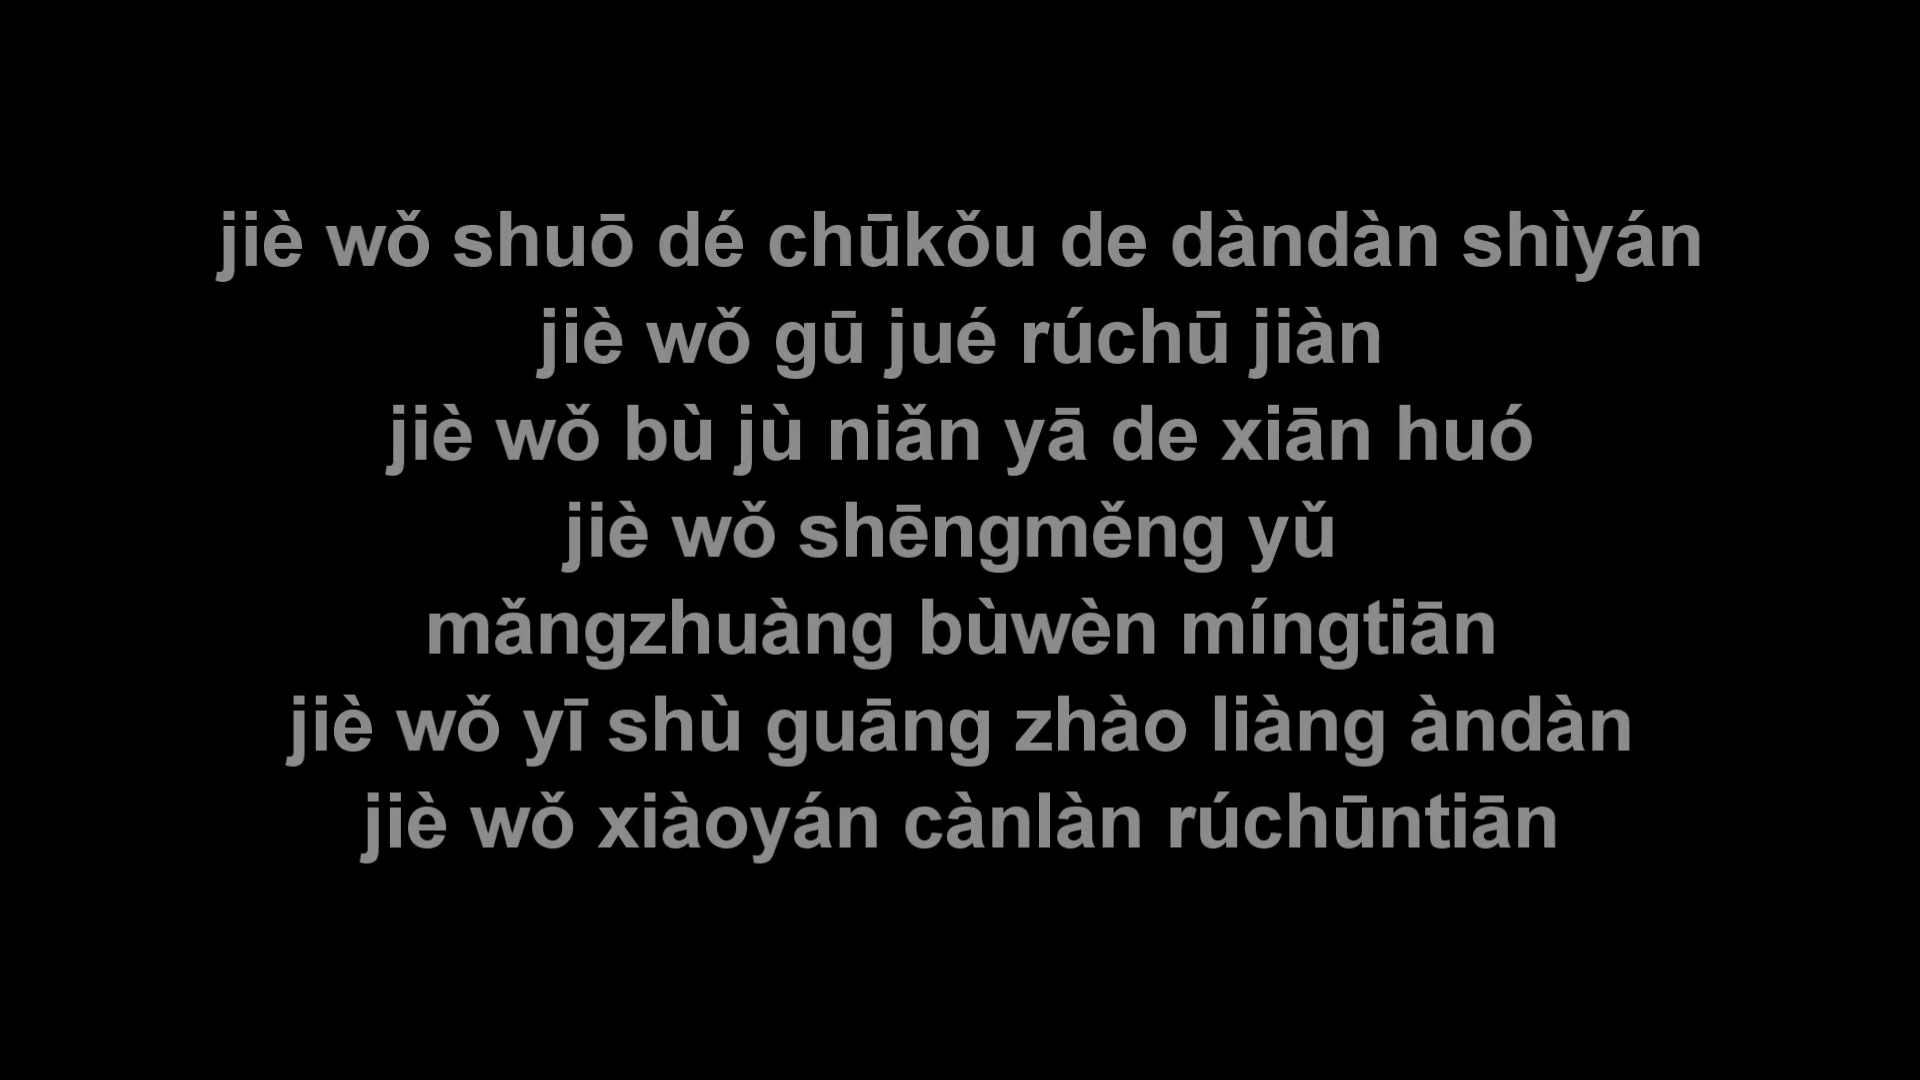 jiè wǒ shuō dé chūkǒu de dàndàn shìyán
jiè wǒ gū jué rúchū jiàn
jiè wǒ bù jù niǎn yā de xiān huó
jiè wǒ shēngměng yǔ
mǎngzhuàng bùwèn míngtiān
jiè wǒ yī shù guāng zhào liàng àndàn
jiè wǒ xiàoyán cànlàn rúchūntiān